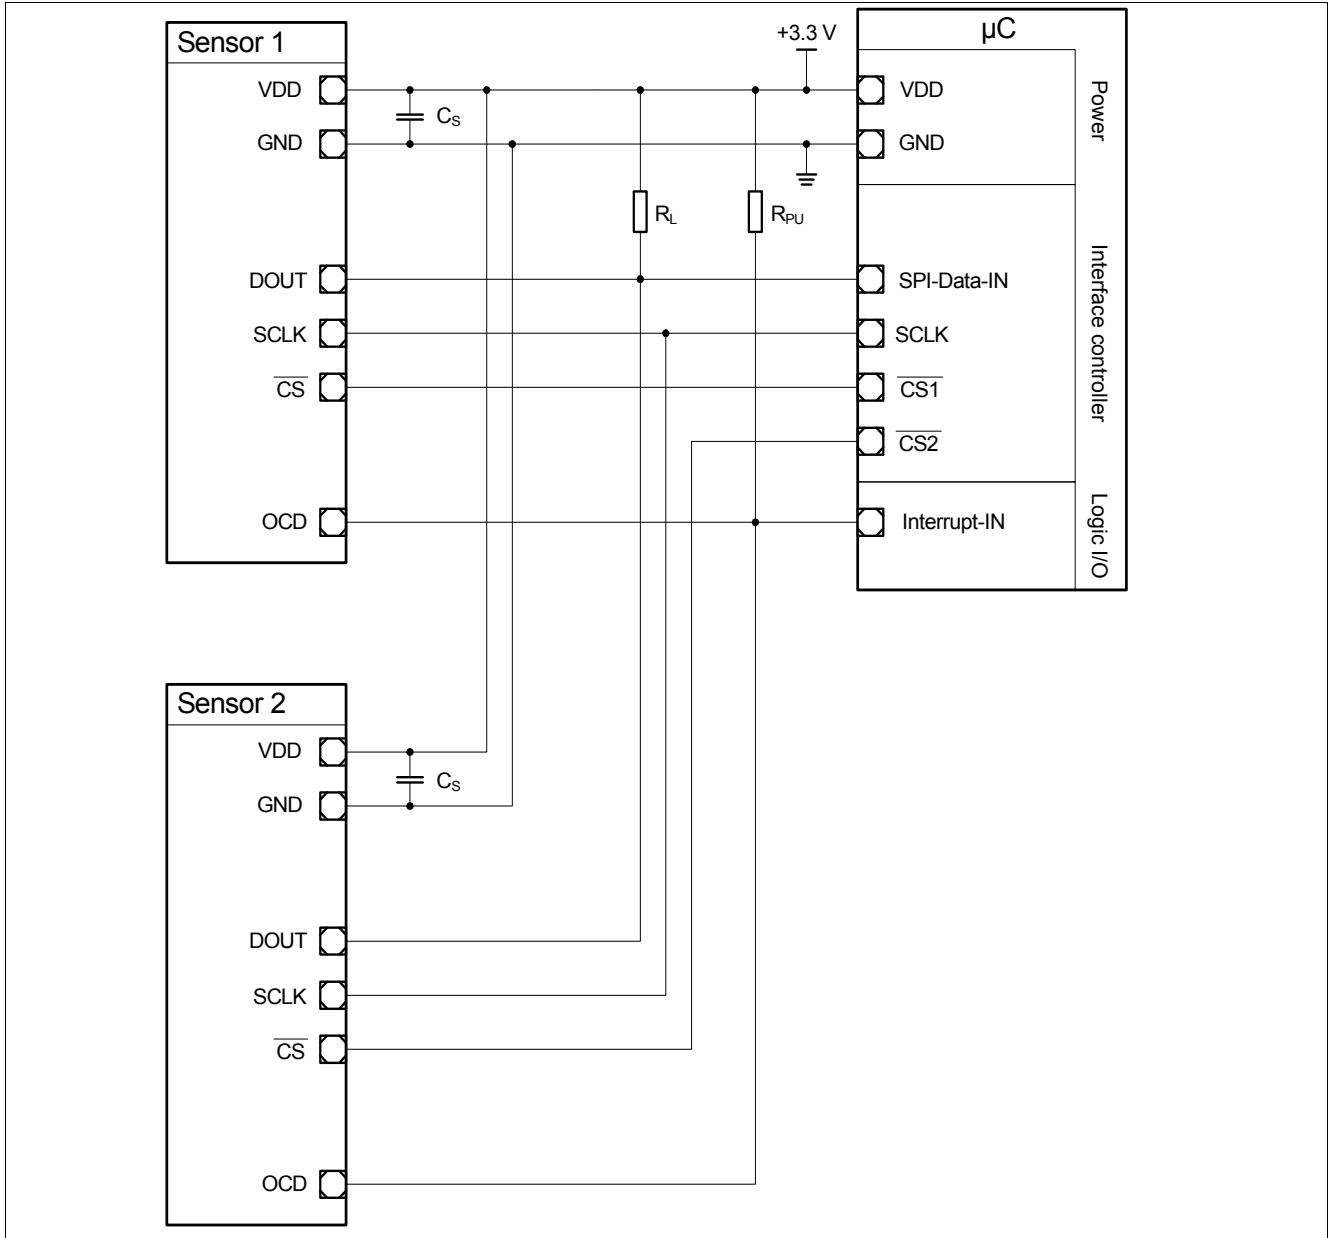 Sensor 1
VDD
GND
DOUT
SCLK
CS
OCD
CS
+3.3 V
RL
RPU
µC
VDD
GND
Power
SPI-Data-IN
SCLK
CS1
CS2
Interface controller
Interrupt-IN
Logic I/O
Sensor 2
VDD
GND
DOUT
SCLK
CS
OCD
CS